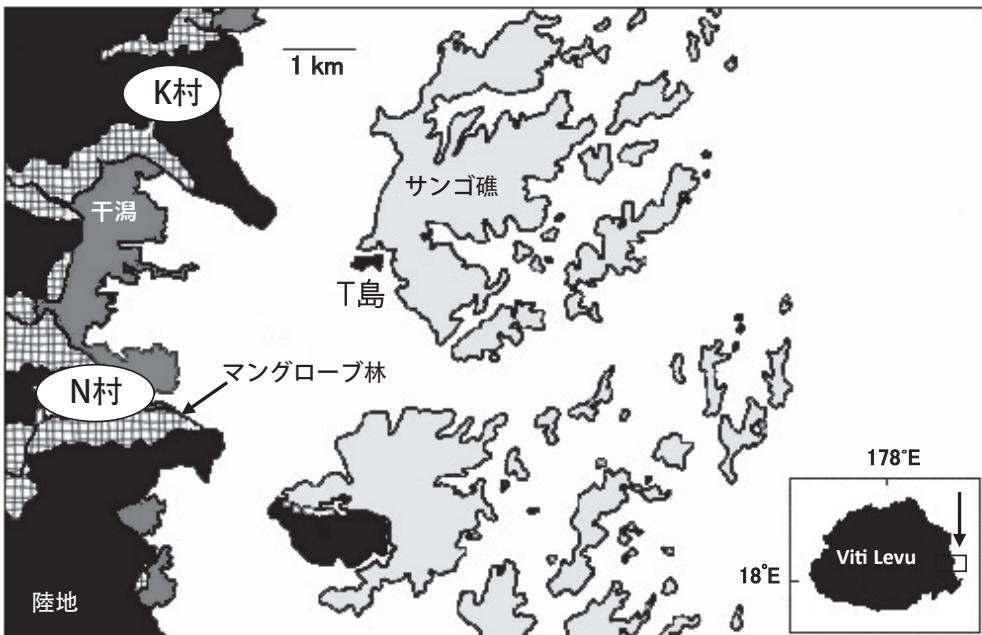 K村
1 km
干潟
サンゴ礁
T島
マングローブ林
N村
陸地
178°E
Viti Levu
18°E